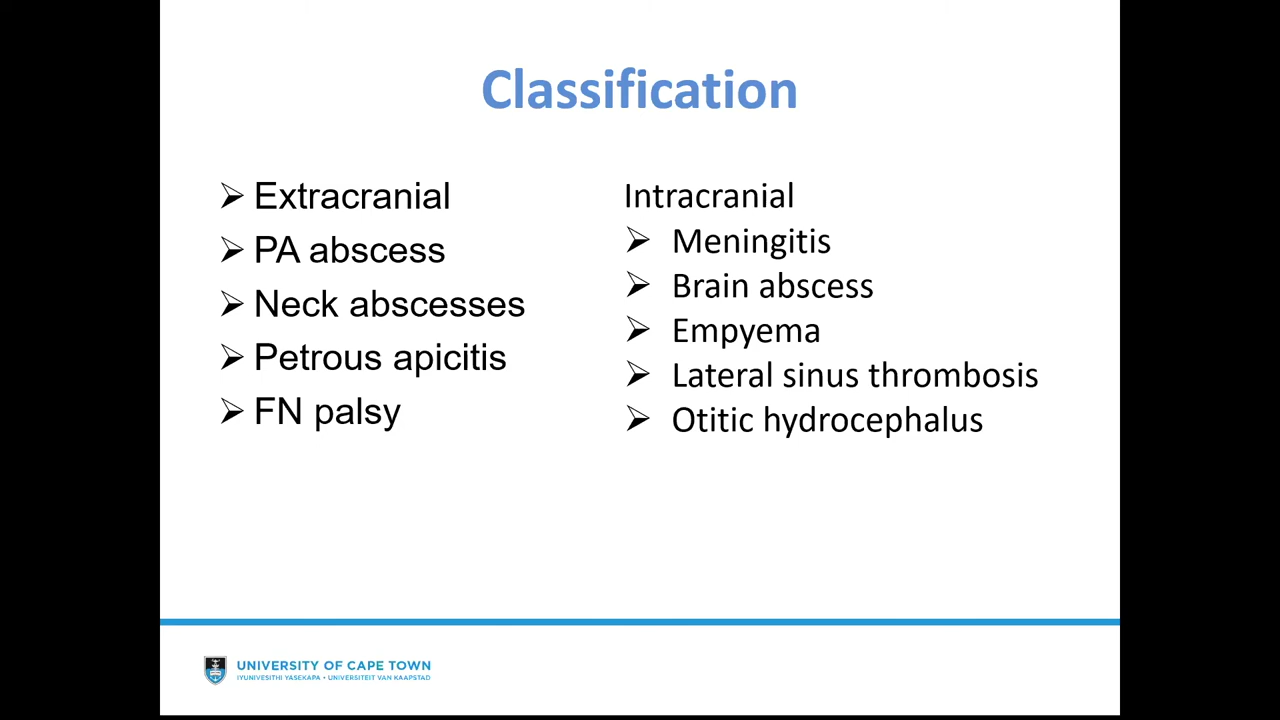 Classification
➢ Extracranial
➢ PA abscess
➢ Neck abscesses
➢ Petrous apicitis
➢ FN palsy
Intracranial
➢ Meningitis
➢ Brain abscess
➢ Empyema
➢ Lateral sinus thrombosis
➢ Otitic hydrocephalus
UNIVERSITY OF CAPE TOWN
IYUNIVESITHI YASEKAPA • UNIVERSITEIT VAN KAAPSTAD